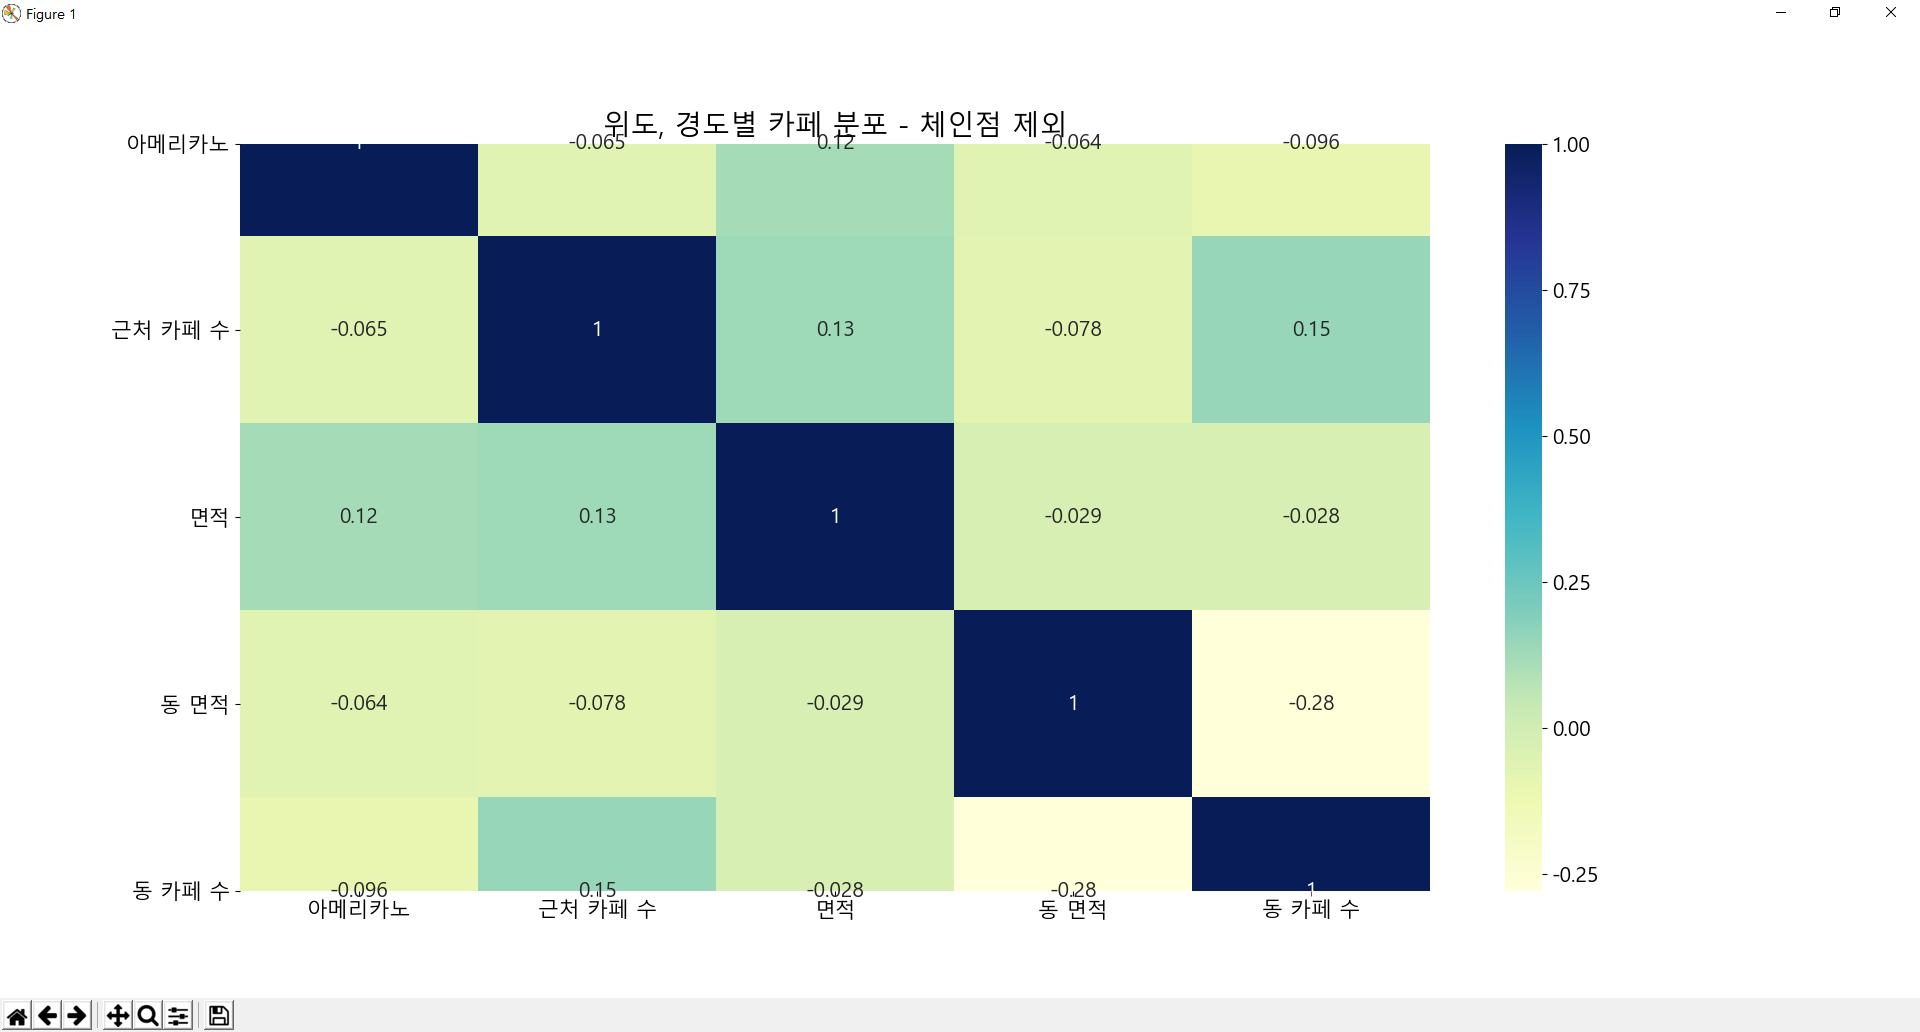 Figure 1
위도, 경도별 카페 분포 - 체인점 제외
아메리카노 1 -0.065 0.12 -0.064 -0.096
근처 카페 수 -0.065 1 0.13 -0.078 0.15
면적 0.12 0.13 1 -0.029 -0.028
동 면적 -0.064 -0.078 -0.029 1 -0.28
동 카페 수 -0.096 0.15 -0.028 -0.28 1
아메리카노 근처 카페 수 면적 동 면적 동 카페 수
1.00
0.75
0.50
0.25
0.00
-0.25